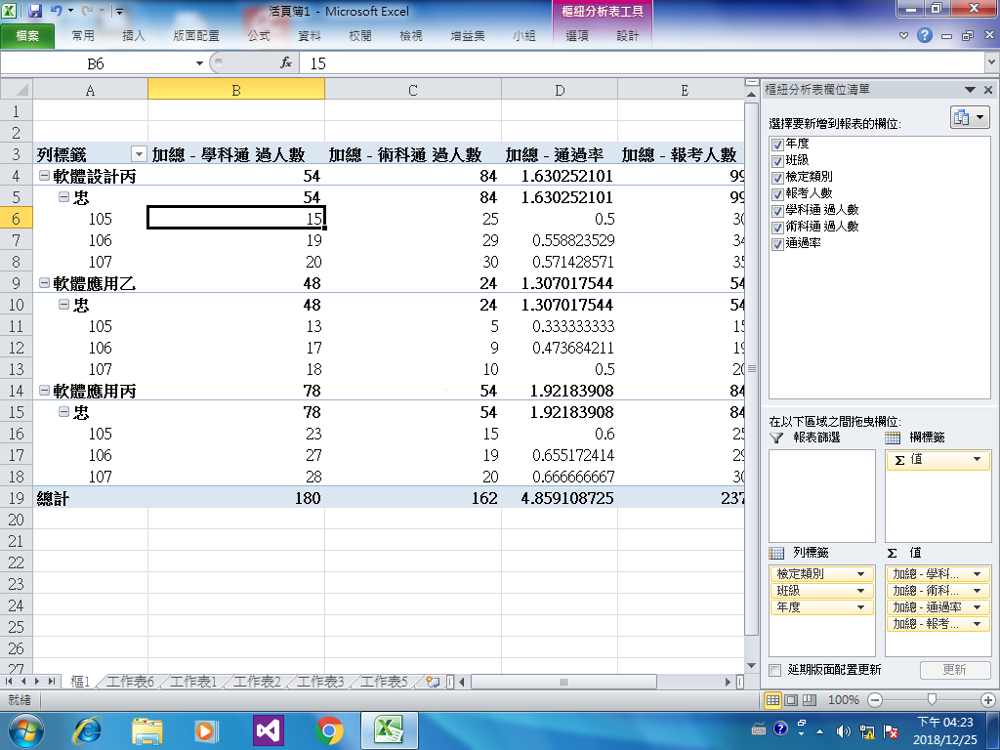 活頁簿1 - Microsoft Excel
樞紐分析表工具
檔案 常用 插入 版面配置 公式 資料 校閱 檢視 增益集 小組 選項 設計
B6 fx 15
A B C D E
1
2
3 列標籤 加總 - 學科通 過人數 加總 - 術科通 過人數 加總 - 通過率 加總 - 報考人數
4 軟體設計丙 54 84 1.630252101 99
5 忠 54 84 1.630252101 99
6 105 15 25 0.5 30
7 106 19 29 0.558823529 34
8 107 20 30 0.571428571 35
9 軟體應用乙 48 24 1.307017544 54
10 忠 48 24 1.307017544 54
11 105 13 5 0.333333333 15
12 106 17 9 0.473684211 19
13 107 18 10 0.5 20
14 軟體應用丙 78 54 1.92183908 84
15 忠 78 54 1.92183908 84
16 105 23 15 0.6 25
17 106 27 19 0.655172414 29
18 107 28 20 0.666666667 30
19 總計 180 162 4.859108725 237
20
21
22
23
24
25
26
27
樞1 工作表6 工作表1 工作表2 工作表3 工作表5
樞紐分析表欄位清單
選擇要新增到報表的欄位:
年度
班級
檢定類別
報考人數
學科通 過人數
術科通 過人數
通過率
在以下區域之間拖曳欄位:
報表篩選 欄標籤
Σ 值
列標籤 Σ 值
檢定類別 加總 - 學科...
班級 加總 - 術科...
年度 加總 - 通過率
加總 - 報考...
延期版面配置更新 更新
就緒 100%
下午 04:23
2018/12/25